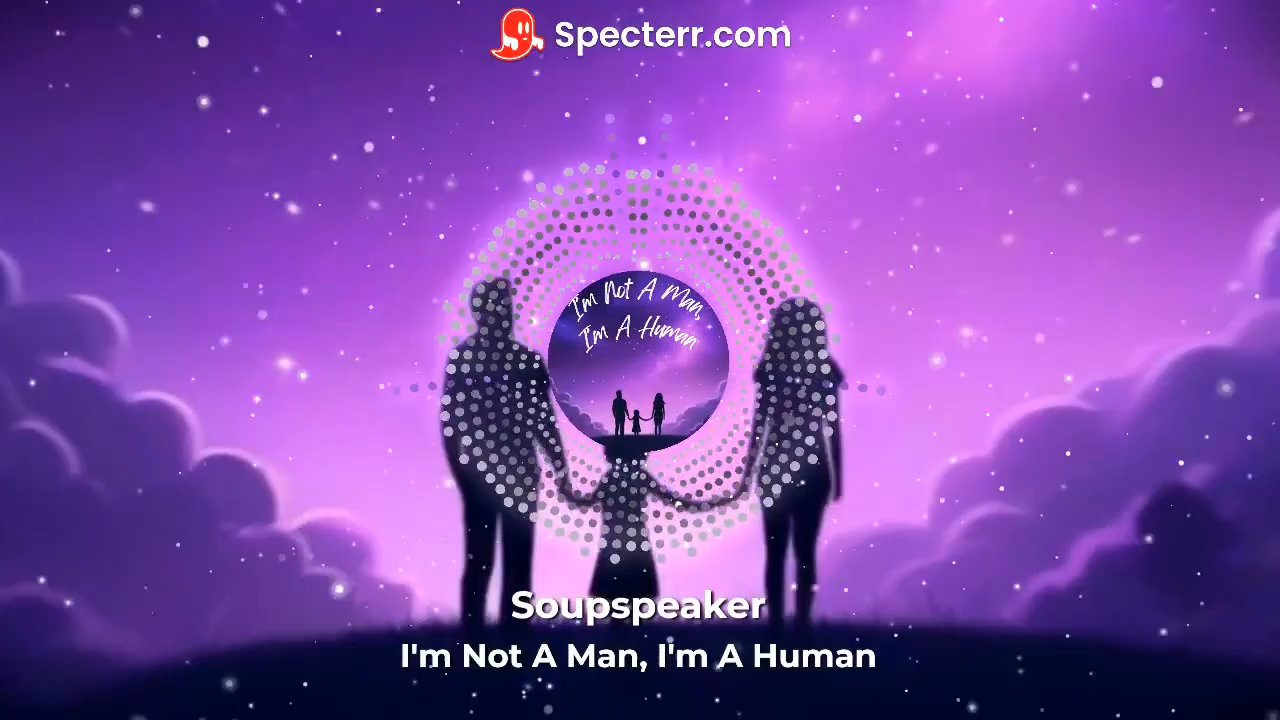 Specterr.com
I'm Not A Man,
I'm A Human
Soupspeaker
I'm Not A Man, I'm A Human